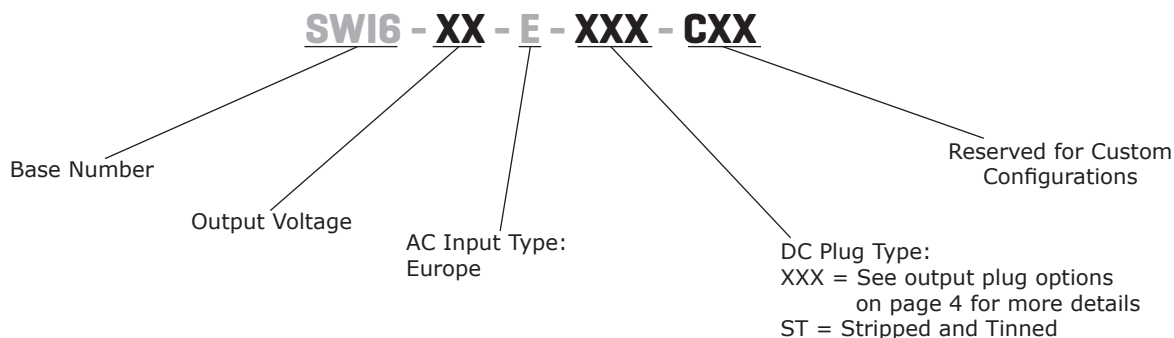 SWI6 - XX - E - XXX - CXX
Base Number
Output Voltage
AC Input Type:
Europe
DC Plug Type:
XXX = See output plug options
on page 4 for more details
ST = Stripped and Tinned
Reserved for Custom
Configurations